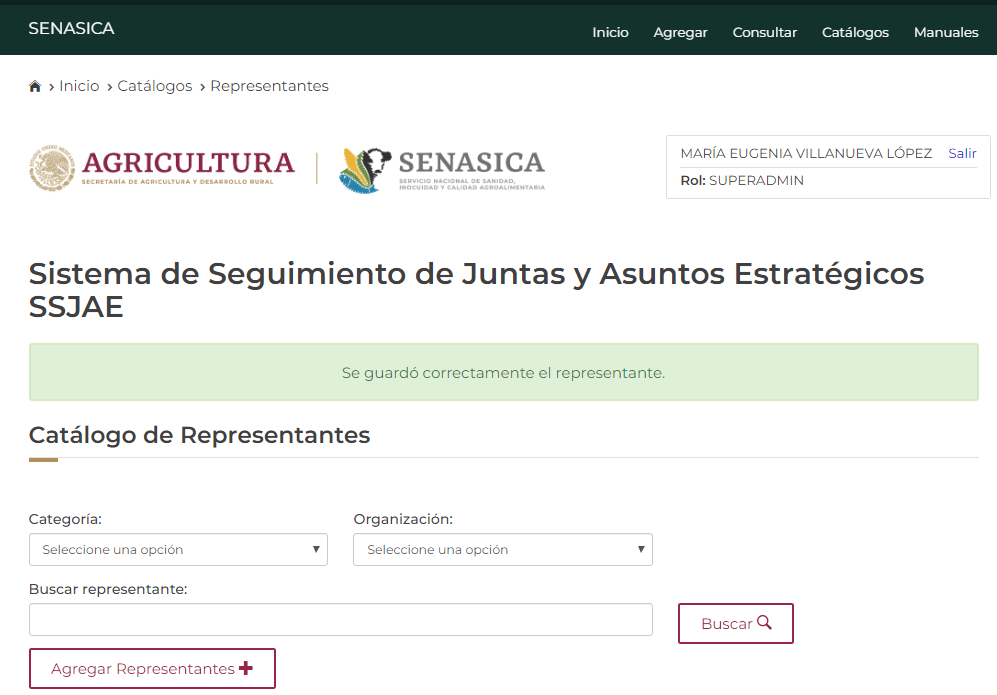 SENASICA
Inicio Agregar Consultar Catálogos Manuales
Inicio Catálogos Representantes
AGRICULTURA
SECRETARÍA DE AGRICULTURA Y DESARROLLO RURAL
SENASICA
SERVICIO NACIONAL DE SANIDAD,
INOCUIDAD Y CALIDAD AGROALIMENTARIA
MARÍA EUGENIA VILLANUEVA LÓPEZ Salir
Rol: SUPERADMIN
Sistema de Seguimiento de Juntas y Asuntos Estratégicos
SSJAE
Se guardó correctamente el representante.
Catálogo de Representantes
Categoría: Organización:
Seleccione una opción Seleccione una opción
Buscar representante:
Buscar
Agregar Representantes